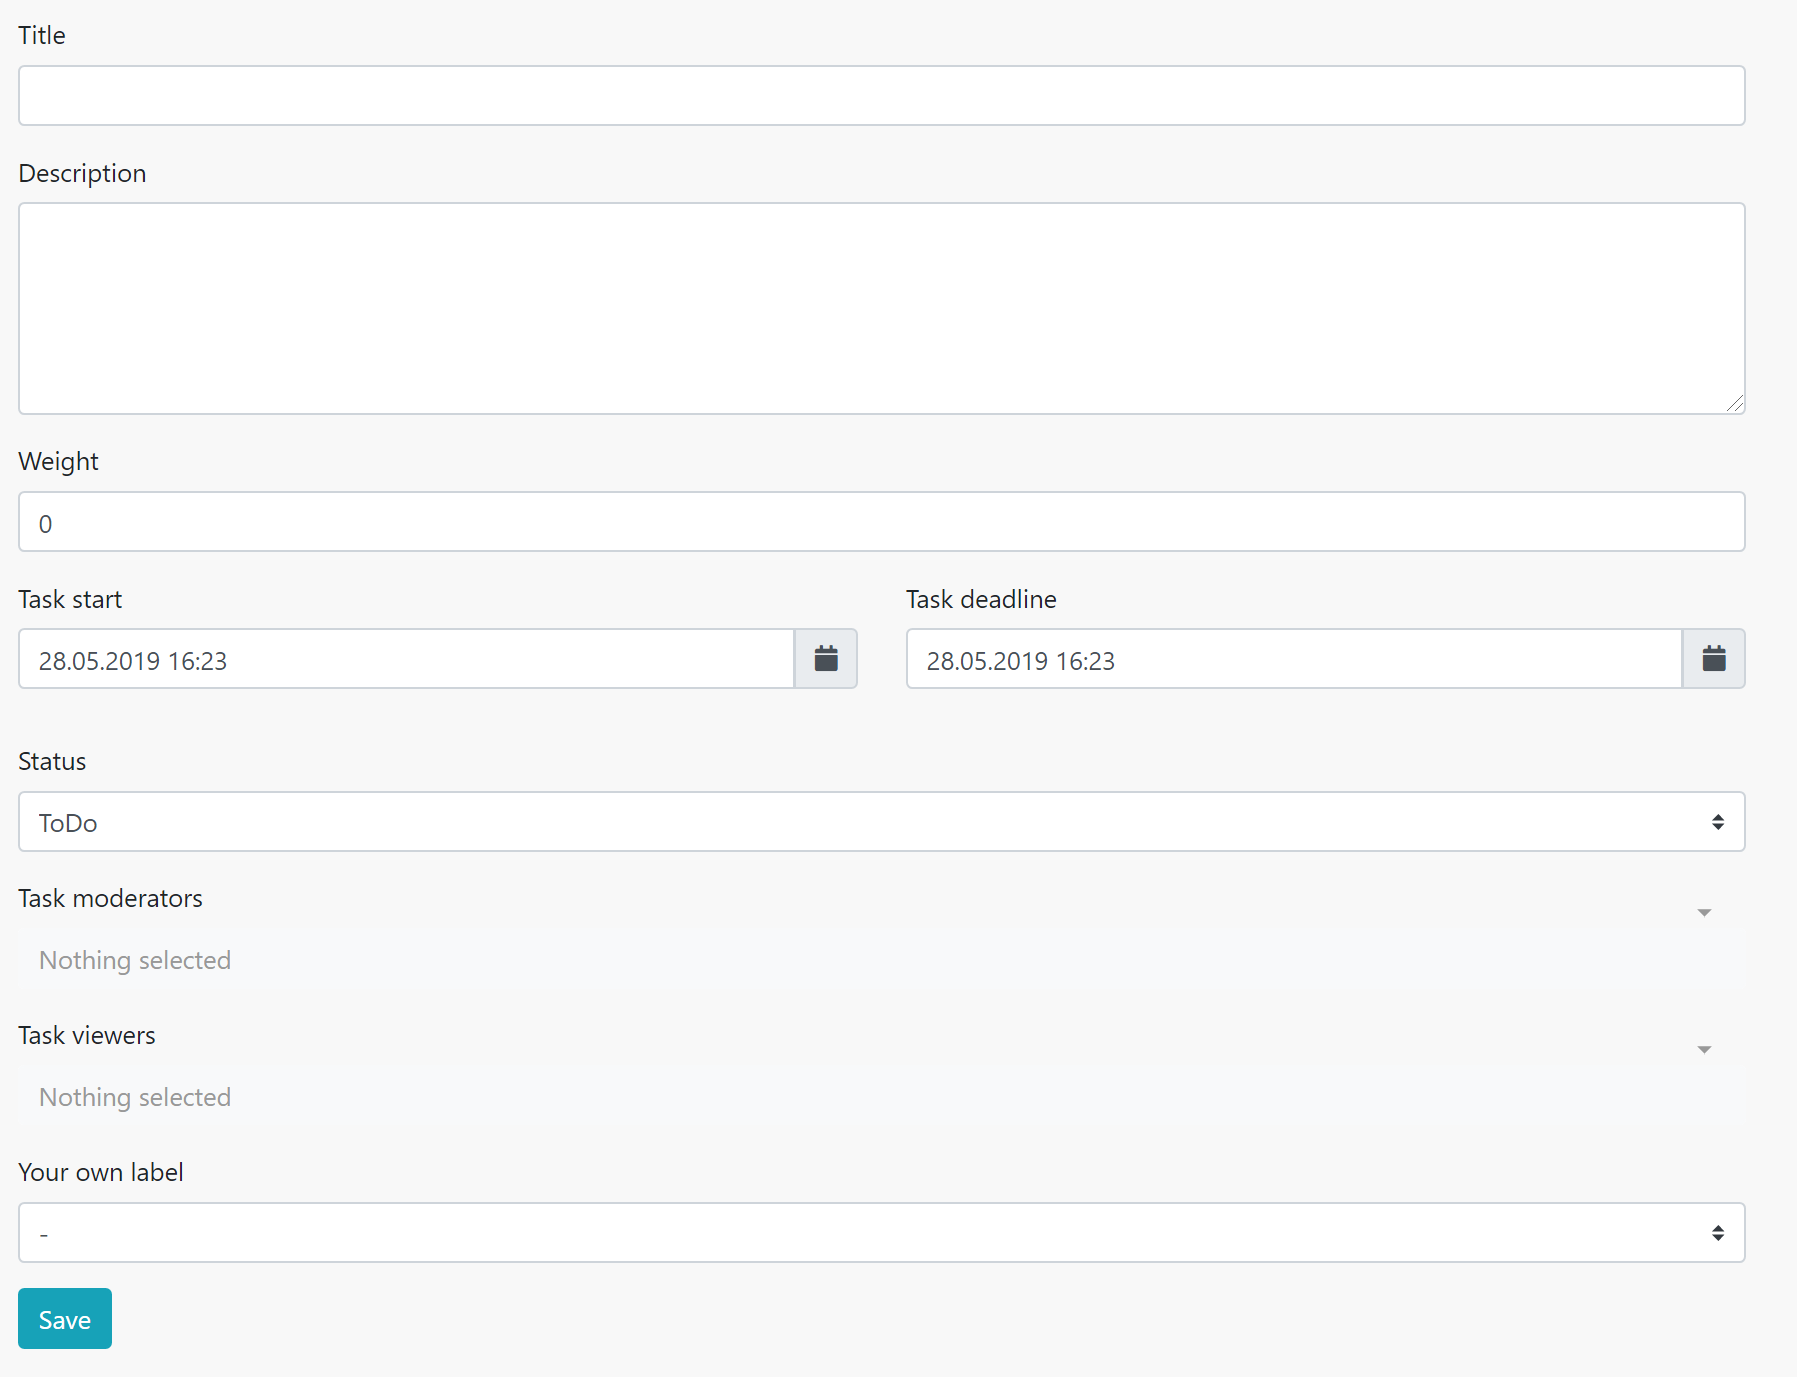 Title
Description
Weight
0
Task start
Task deadline
28.05.2019 16:23
28.05.2019 16:23
Status
ToDo
Task moderators
Nothing selected
Task viewers
Nothing selected
Your own label
-
Save